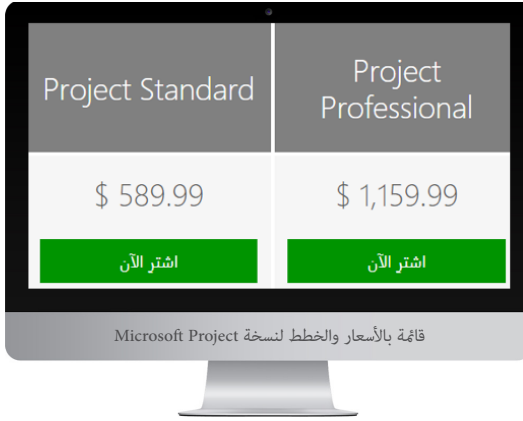 Project Standard
Project
Professional
$ 589.99
$ 1,159.99
اشتر الآن
اشتر الآن
قائمة بالأسعار والخطط لنسخة Microsoft Project